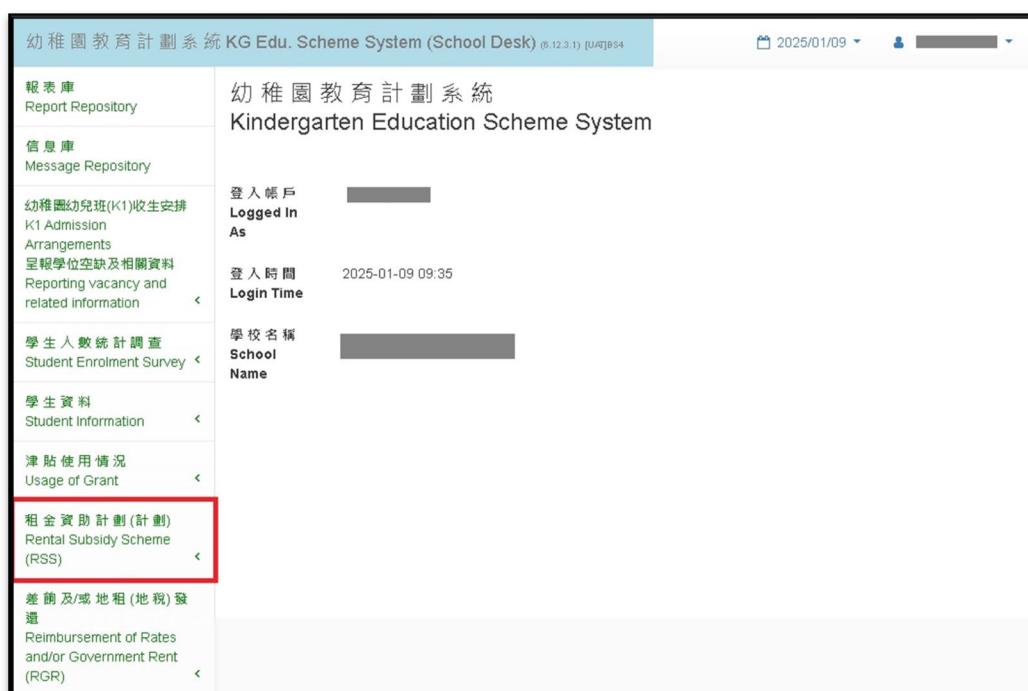 幼稚園教育計劃系統 KG Edu. Scheme System (School Desk) (6.12.3.1) [UAT]BS4
2025/01/09
報表庫
Report Repository
信息庫
Message Repository
幼稚園幼兒班(K1)收生安排
K1 Admission
Arrangements
呈報學位空缺及相關資料
Reporting vacancy and
related information
學生人數統計調查
Student Enrolment Survey
學生資料
Student Information
津貼使用情況
Usage of Grant
租金資助計劃(計劃)
Rental Subsidy Scheme
(RSS)
差餉及/或地租(地稅)發
還
Reimbursement of Rates
and/or Government Rent
(RGR)
幼稚園教育計劃系統
Kindergarten Education Scheme System
登入帳戶
Logged In
As
登入時間 2025-01-09 09:35
Login Time
學校名稱
School
Name